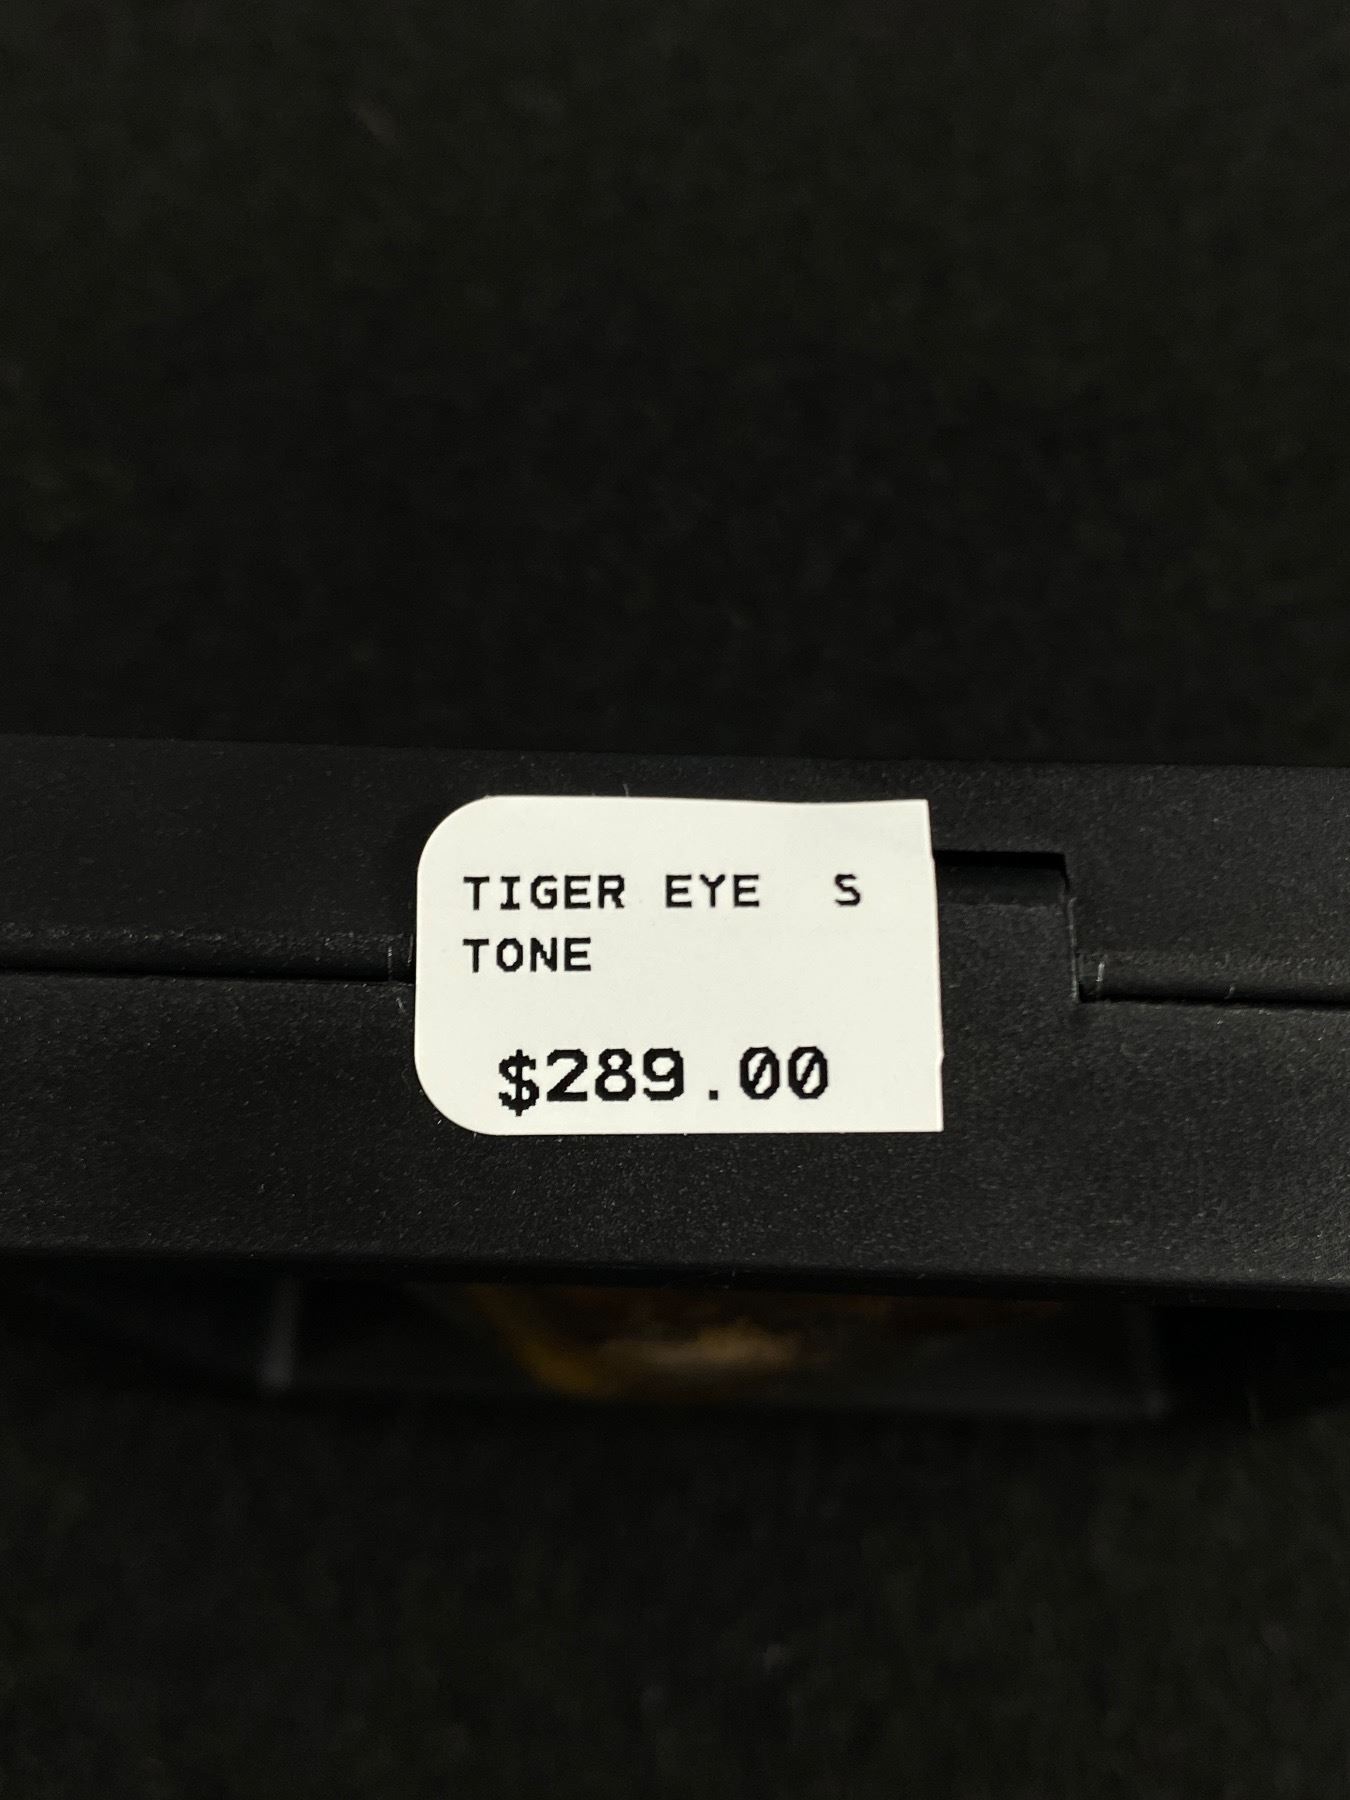 TIGER EYE  S
TONE
$289.00